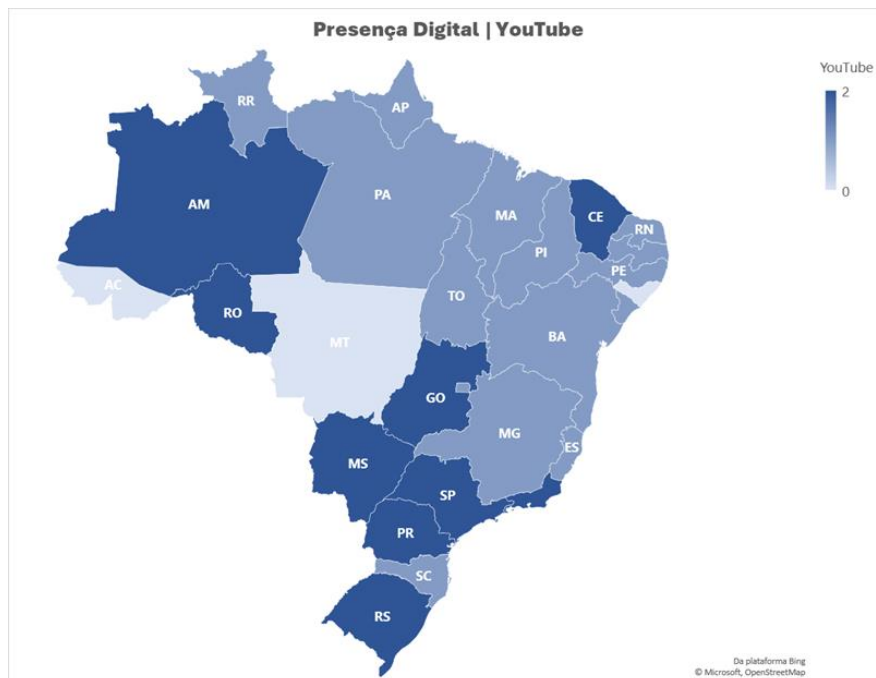 Presença Digital | YouTube
YouTube
2
0
RR
AP
AM
PA
MA
CE
RN
PI
PE
AC
TO
RO
BA
MT
GO
MG
ES
MS
SP
PR
SC
RS
Da plataforma Bing
© Microsoft, OpenStreetMap